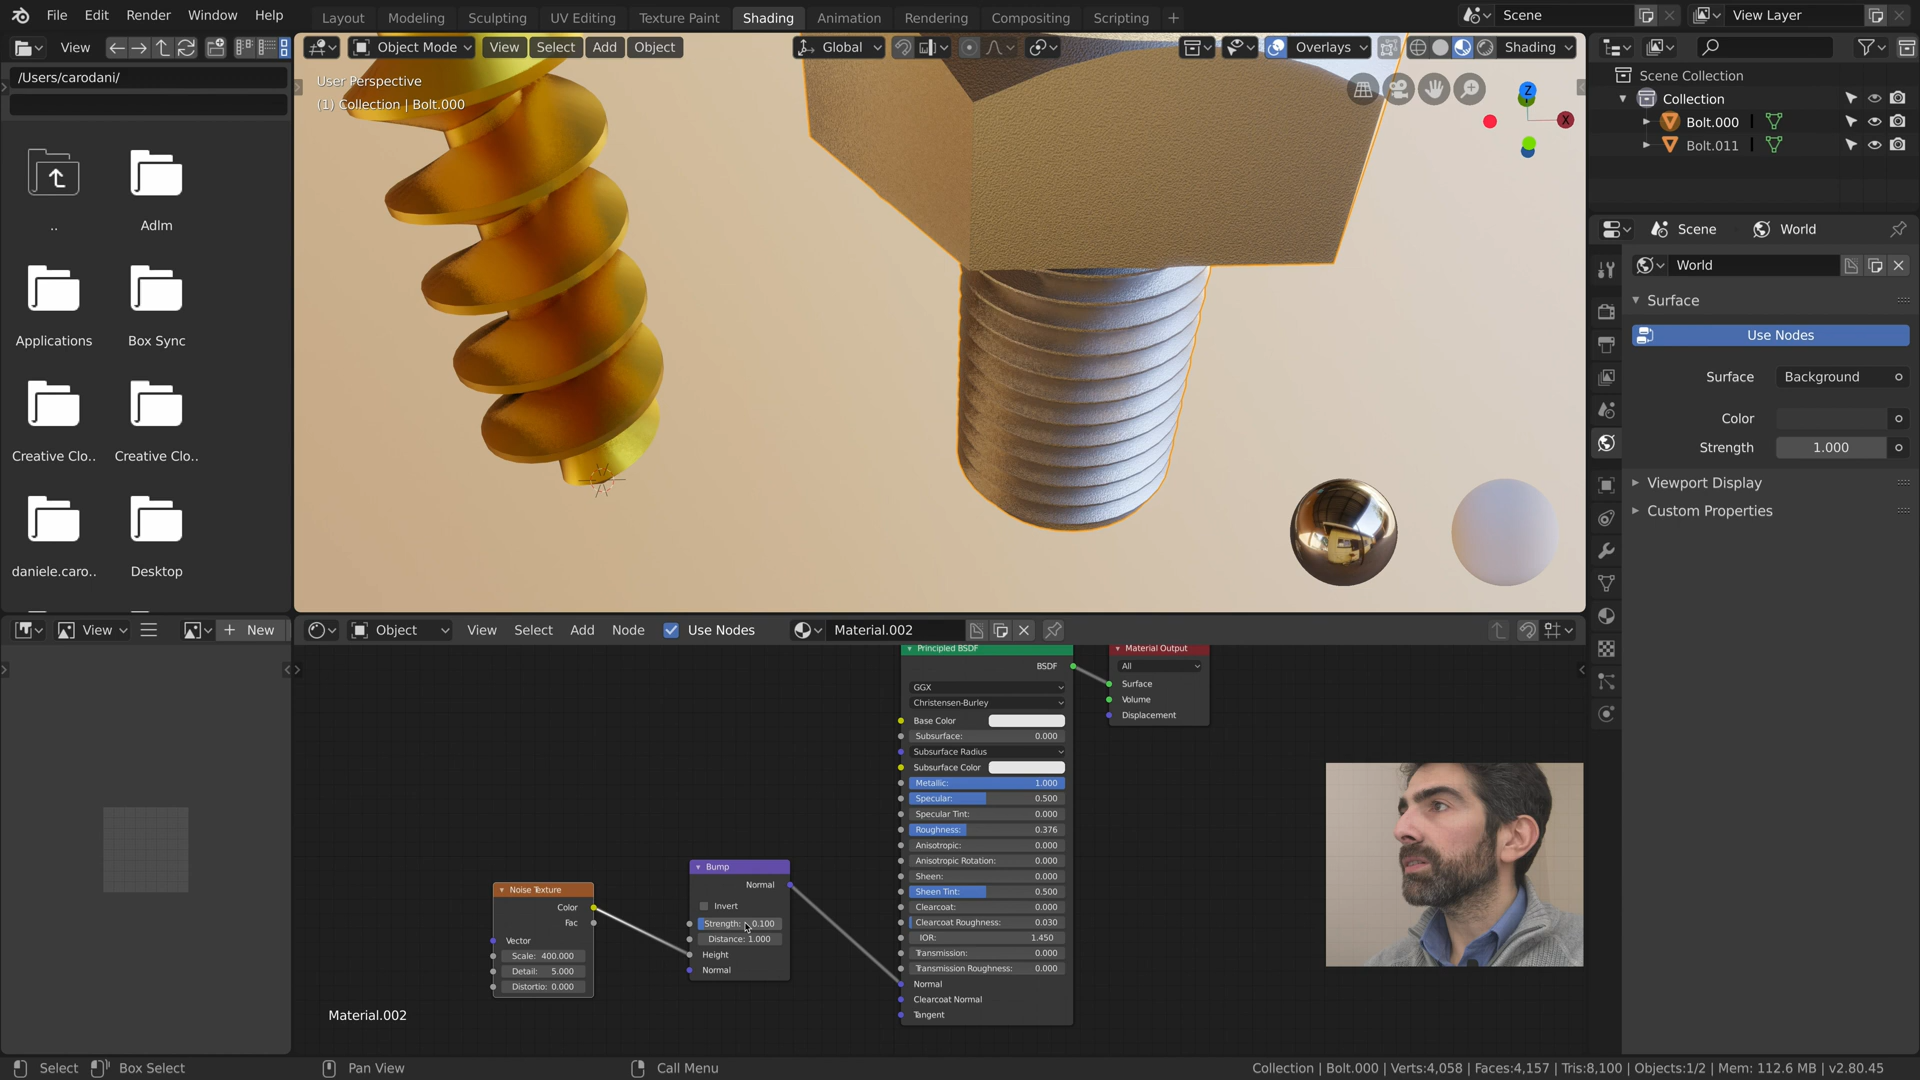 File Edit Render Window Help
Layout Modeling Sculpting UV Editing Texture Paint Shading Animation Rendering Compositing Scripting +
Scene
View Layer
View
Object Mode View Select Add Object
Global
Overlays
Shading
/Users/carodani/
User Perspective
(1) Collection | Bolt.000
Z
X
Scene Collection
Collection
Bolt.000
Bolt.011
..
Adlm
Applications
Box Sync
Creative Clo..
Creative Clo..
daniele.caro..
Desktop
Scene
World
World
Surface
Use Nodes
Surface Background
Color
Strength 1.000
Viewport Display
Custom Properties
View
New
Object View Select Add Node Use Nodes
Material.002
Principled BSDF
BSDF
GGX
Christensen-Burley
Base Color
Subsurface: 0.000
Subsurface Radius
Subsurface Color
Metallic: 1.000
Specular: 0.500
Specular Tint: 0.000
Roughness: 0.376
Anisotropic: 0.000
Anisotropic Rotation: 0.000
Sheen: 0.000
Sheen Tint: 0.500
Clearcoat: 0.000
Clearcoat Roughness: 0.030
IOR: 1.450
Transmission: 0.000
Transmission Roughness: 0.000
Normal
Clearcoat Normal
Tangent
Material Output
All
Surface
Volume
Displacement
Bump
Normal
Invert
Strength: 0.100
Distance: 1.000
Height
Normal
Noise Texture
Color
Fac
Vector
Scale: 400.000
Detail: 5.000
Distortio: 0.000
Material.002
Select Box Select Pan View Call Menu
Collection | Bolt.000 | Verts:4,058 | Faces:4,157 | Tris:8,100 | Objects:1/2 | Mem: 112.6 MB | v2.80.45